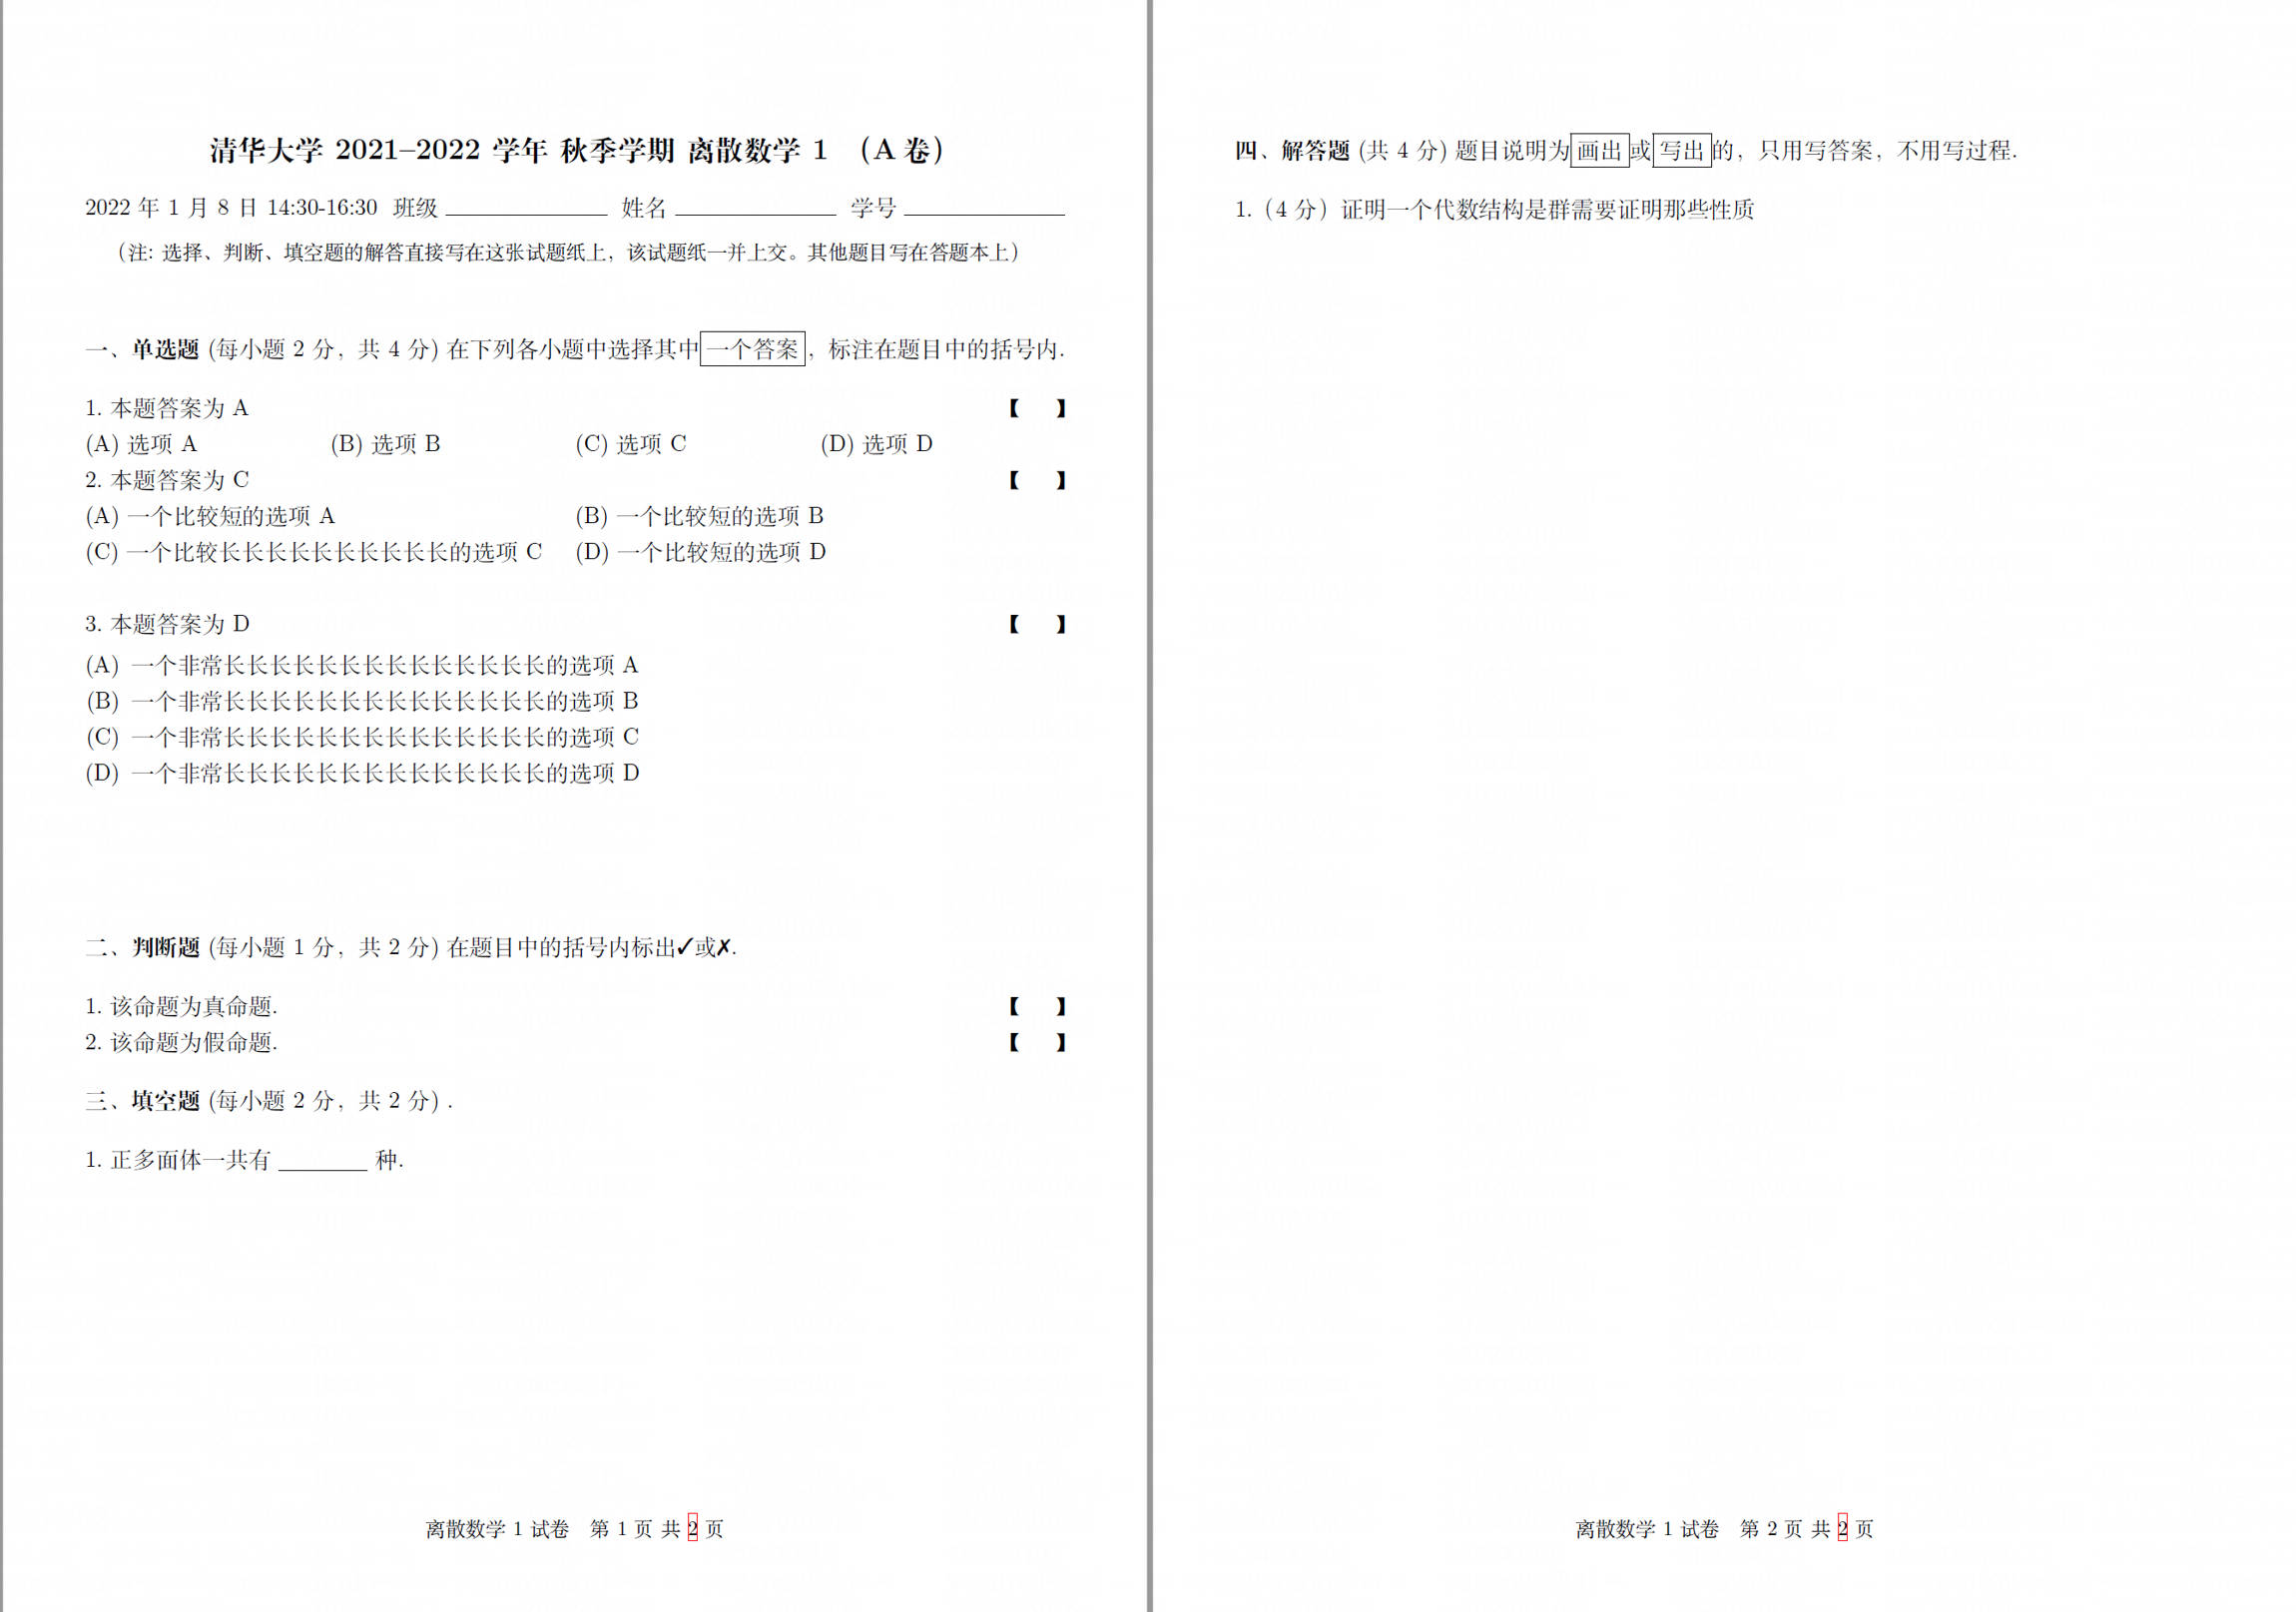 清华大学 2021–2022 学年 秋季学期 离散数学 1 （A 卷）
2022 年 1 月 8 日 14:30-16:30 班级 ________ 姓名 ________ 学号 ________
（注: 选择、判断、填空题的解答直接写在这张试题纸上，该试题纸一并上交。其他题目写在答题本上）
一、单选题 (每小题 2 分，共 4 分) 在下列各小题中选择其中一个答案，标注在题目中的括号内.
1. 本题答案为 A 【 】
(A) 选项 A (B) 选项 B (C) 选项 C (D) 选项 D
2. 本题答案为 C 【 】
(A) 一个比较短的选项 A (B) 一个比较短的选项 B
(C) 一个比较长长长长长长长长长长的选项 C (D) 一个比较短的选项 D
3. 本题答案为 D 【 】
(A) 一个非常长长长长长长长长长长长长长长的选项 A
(B) 一个非常长长长长长长长长长长长长长长的选项 B
(C) 一个非常长长长长长长长长长长长长长长的选项 C
(D) 一个非常长长长长长长长长长长长长长长的选项 D
二、判断题 (每小题 1 分，共 2 分) 在题目中的括号内标出✓或✗.
1. 该命题为真命题. 【 】
2. 该命题为假命题. 【 】
三、填空题 (每小题 2 分，共 2 分) .
1. 正多面体一共有 ________ 种.
离散数学 1 试卷 第 1 页 共 2 页
四、解答题 (共 4 分) 题目说明为画出或写出的，只用写答案，不用写过程.
1.（4 分）证明一个代数结构是群需要证明那些性质
离散数学 1 试卷 第 2 页 共 2 页